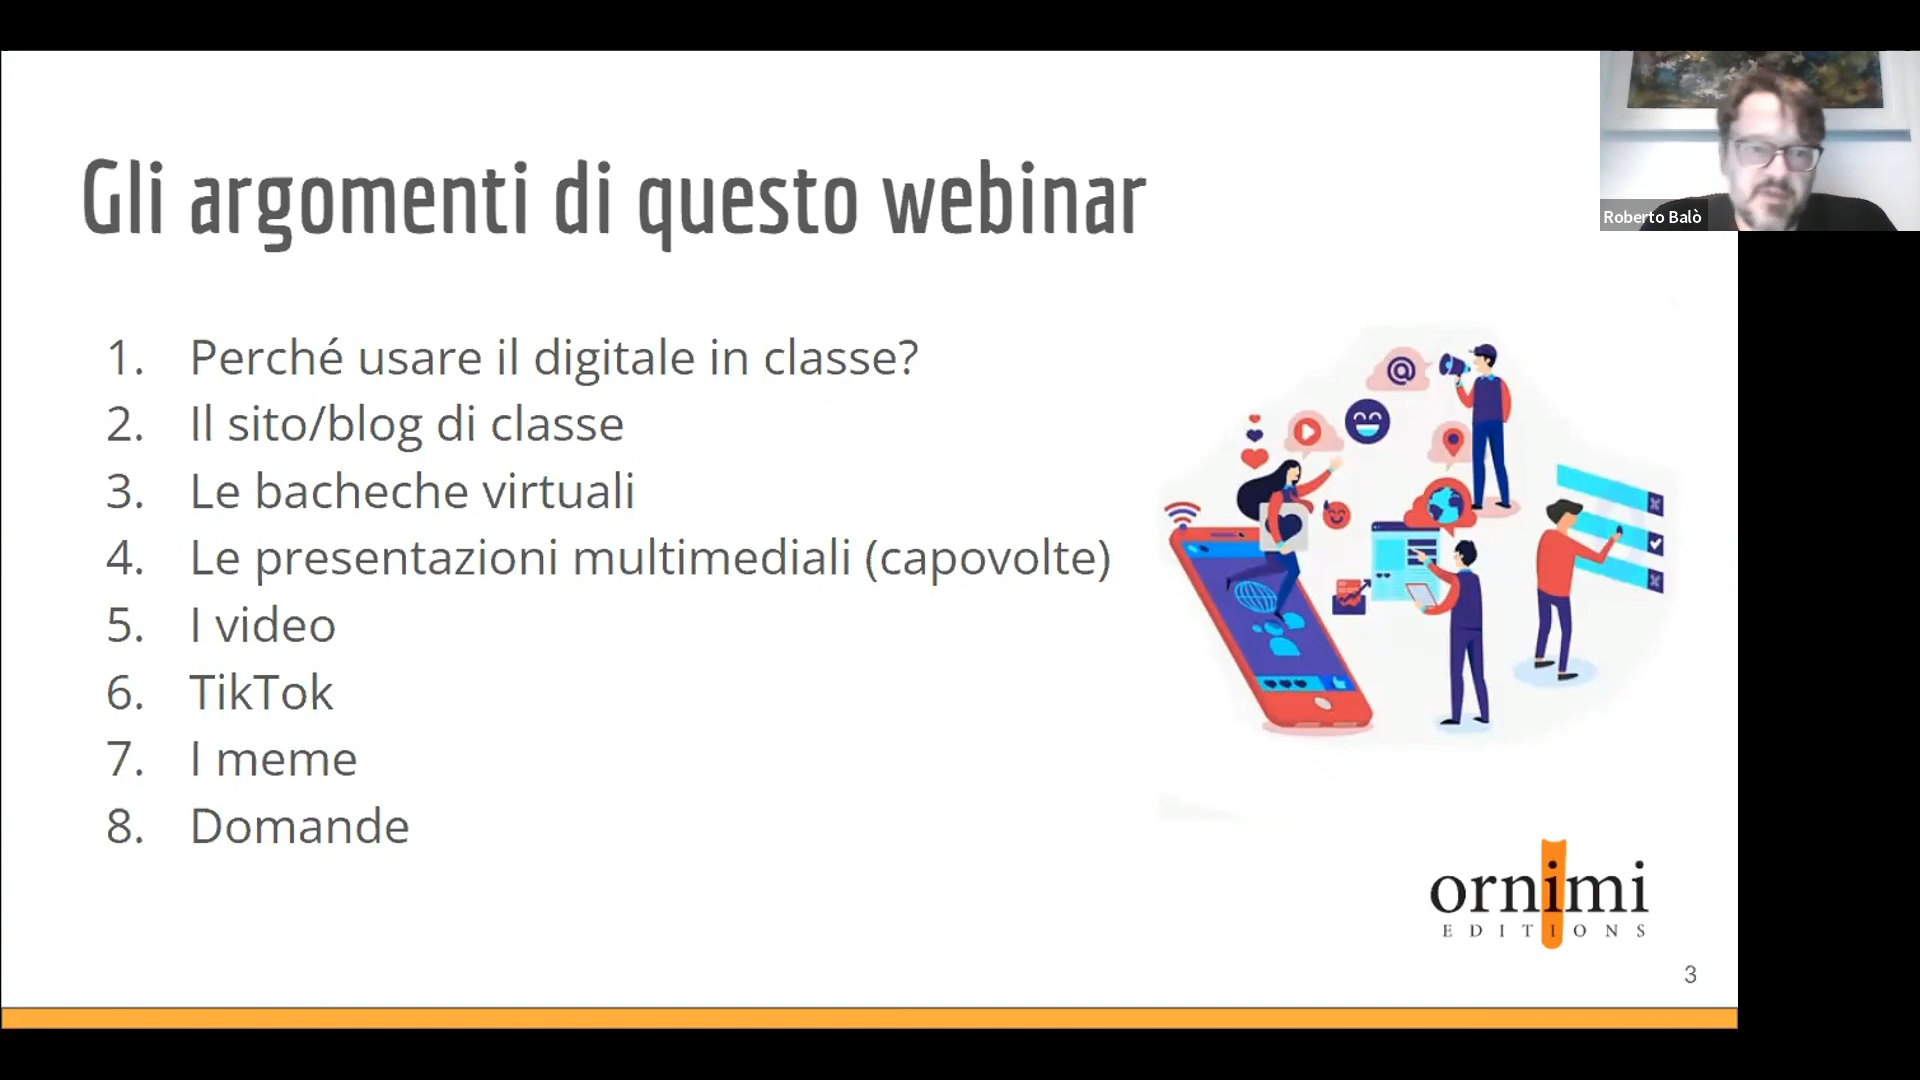 Gli argomenti di questo webinar
Roberto Balò
1. Perché usare il digitale in classe?
2. Il sito/blog di classe
3. Le bacheche virtuali
4. Le presentazioni multimediali (capovolte)
5. I video
6. TikTok
7. I meme
8. Domande
@
ornimi
EDITIONS
3